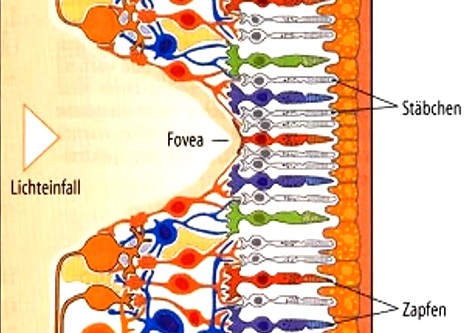 Stäbchen
Fovea
Lichteinfall
Zapfen